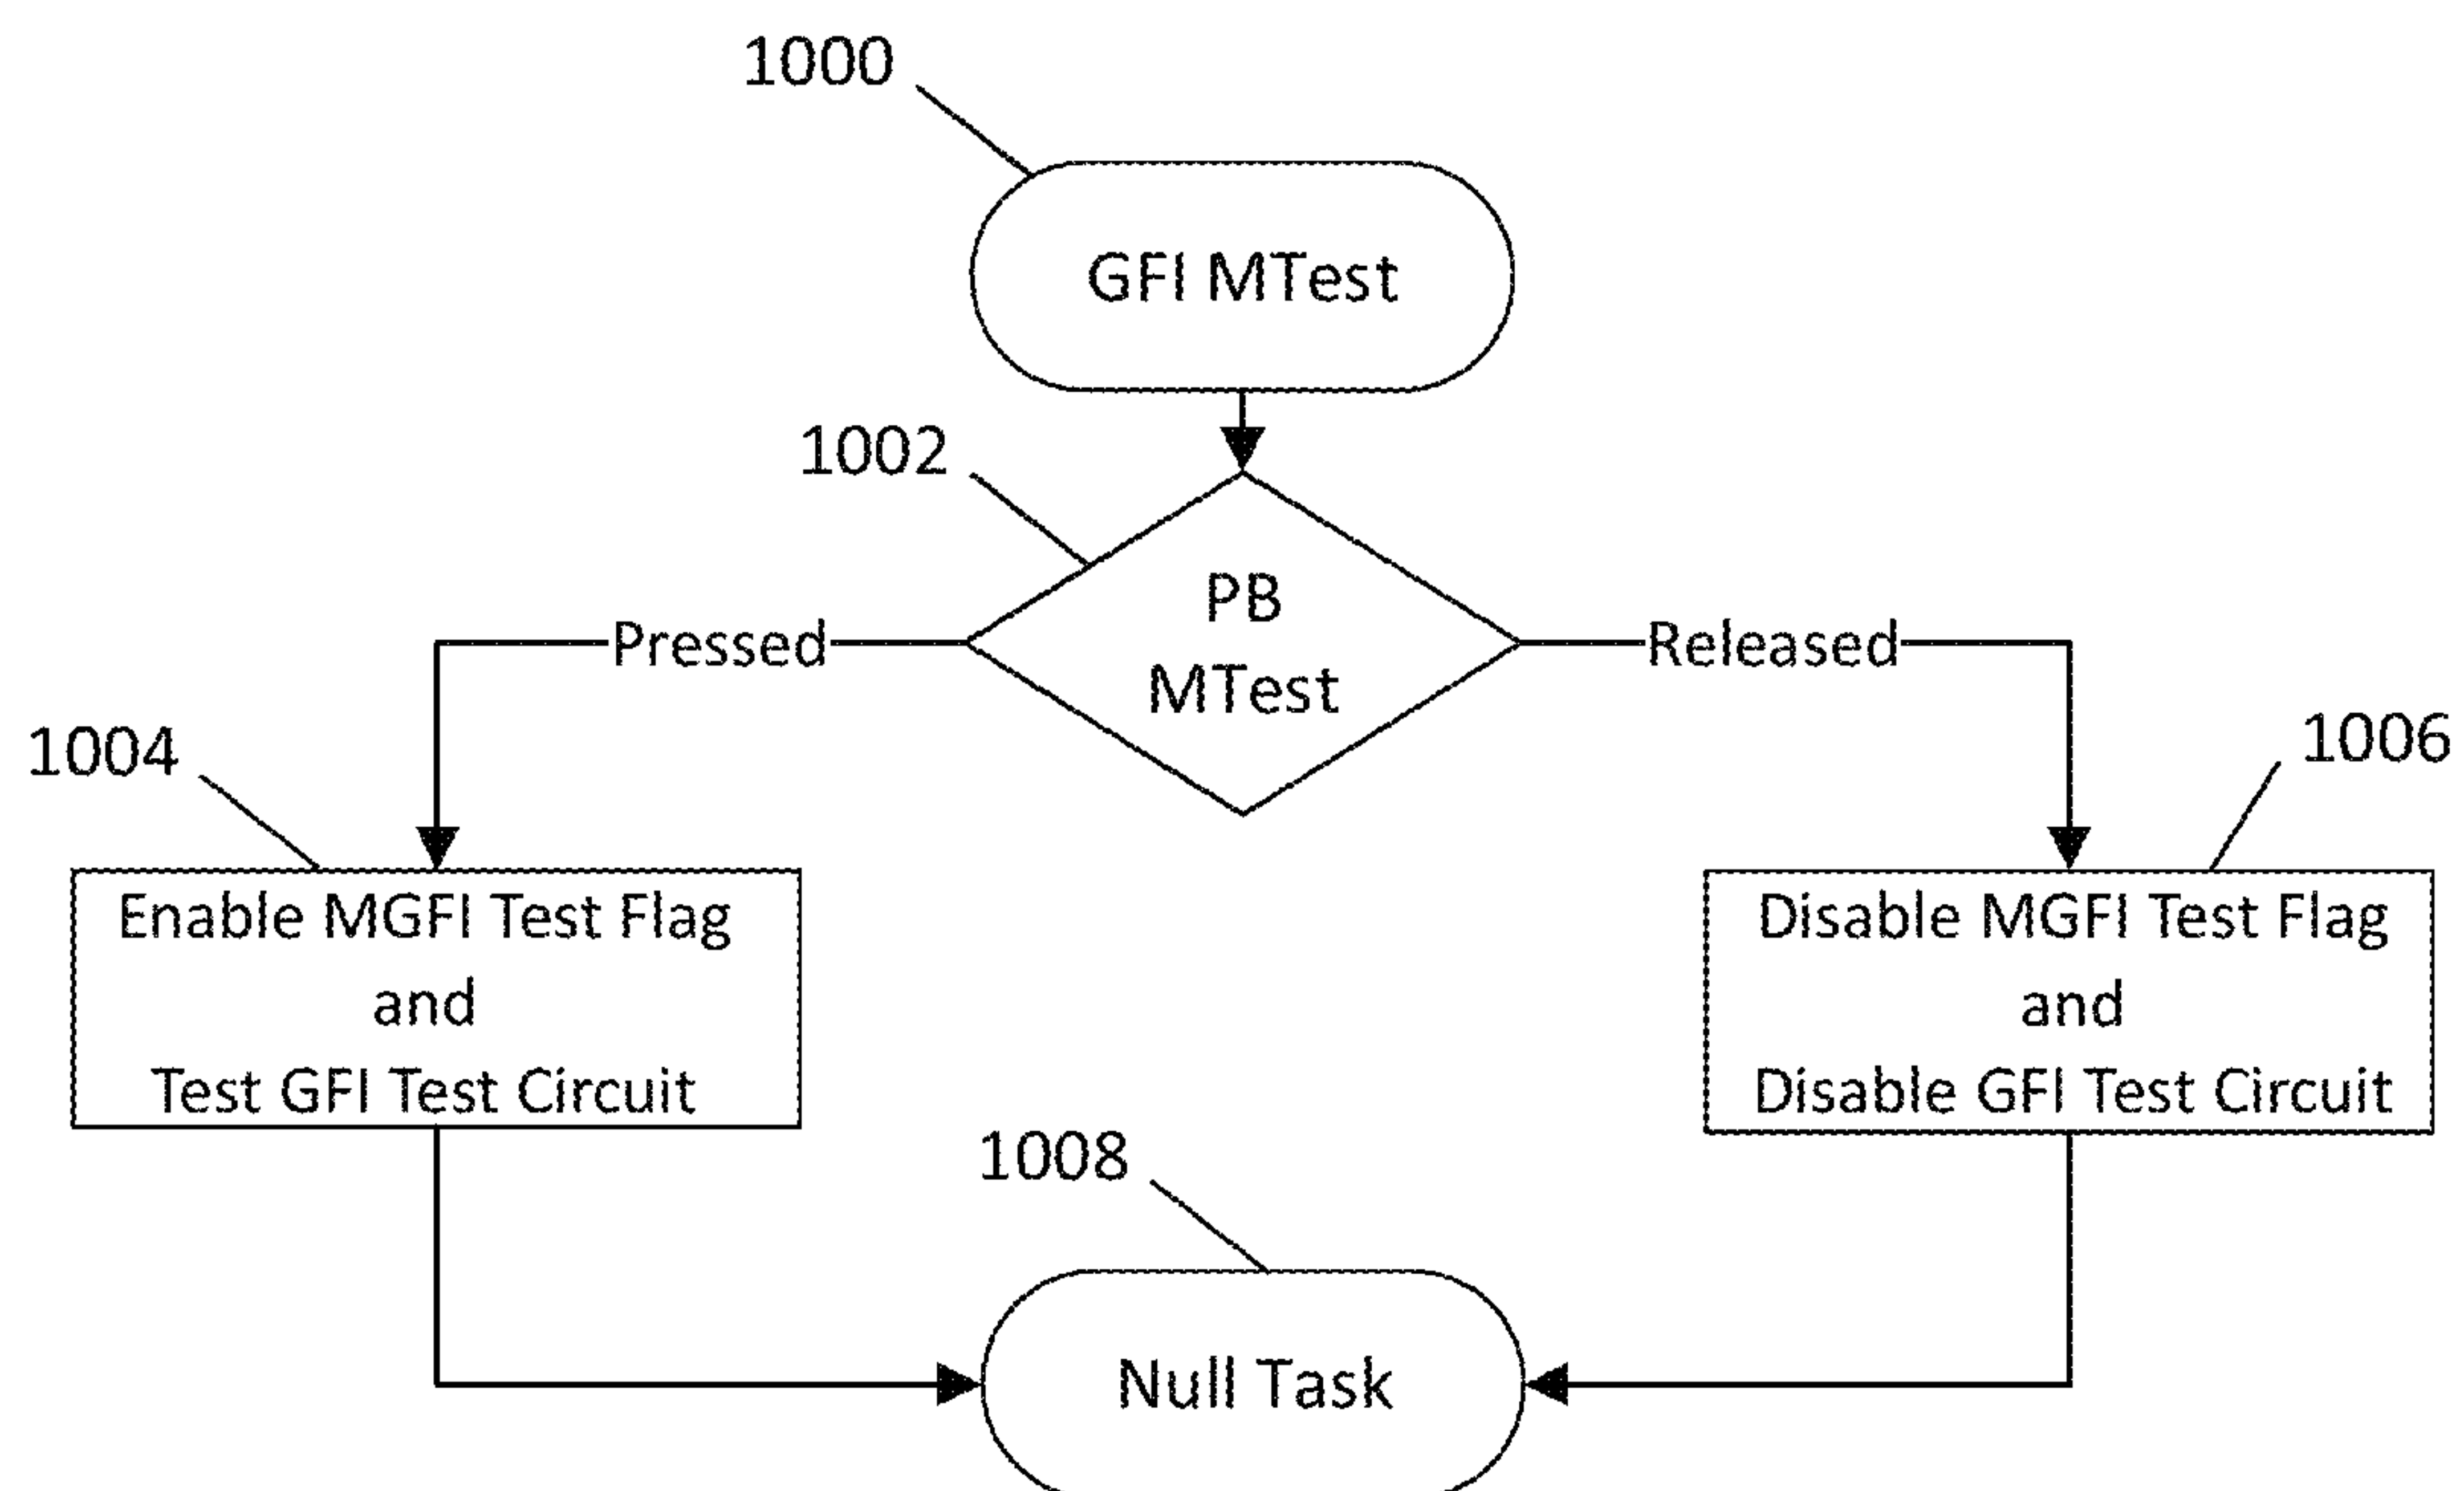 1000
GFI MTest
1002
PB
MTest
Pressed
Released
1004
1006
Enable MGFI Test Flag
and
Test GFI Test Circuit
Disable MGFI Test Flag
and
Disable GFI Test Circuit
1008
Null Task